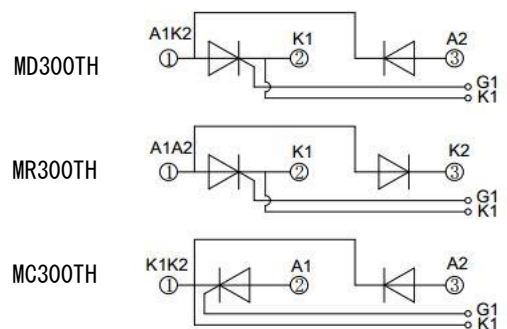 A1K2 K1 A2
MD300TH ① ② ③
G1
K1
A1A2 K1 K2
MR300TH ① ② ③
G1
K1
K1K2 A1 A2
MC300TH ① ② ③
G1
K1